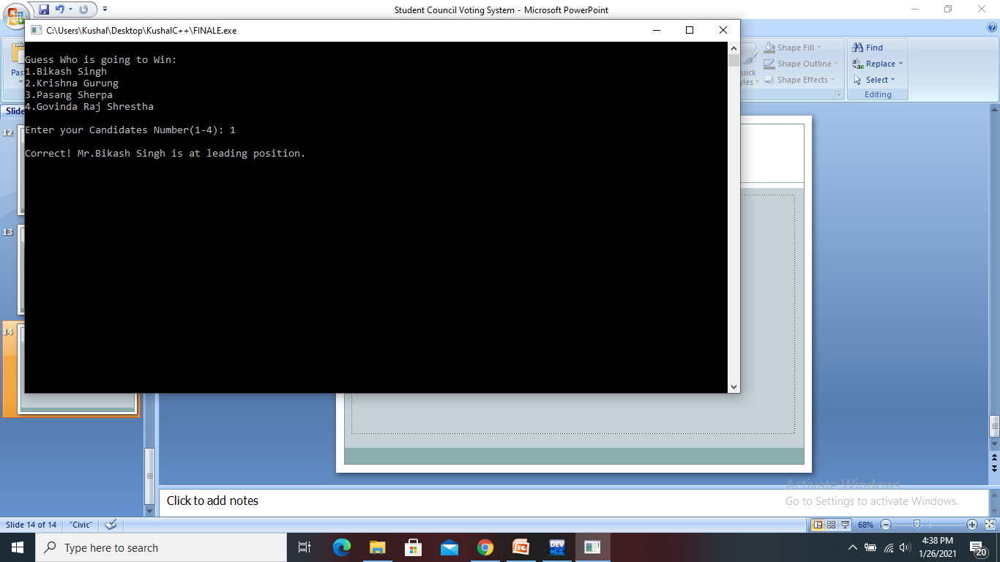 Student Council Voting System - Microsoft PowerPoint
C:\Users\Kushal\Desktop\KushalC++\FINALE.exe
Guess Who is going to Win:
1.Bikash Singh
2.Krishna Gurung
3.Pasang Sherpa
4.Govinda Raj Shrestha
Enter your Candidates Number(1-4): 1
Correct! Mr.Bikash Singh is at leading position.
Shape Fill
Shape Outline
Shape Effects
Find
Replace
Select
Editing
12
13
14
Click to add notes
Activate Windows
Go to Settings to activate Windows.
Slide 14 of 14
"Civic"
68%
Type here to search
DEV
4:38 PM
1/26/2021
20